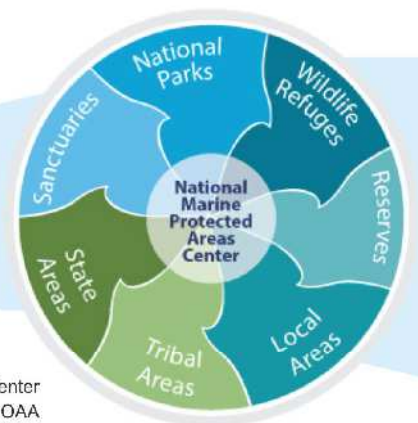 National
Parks
Wildlife
Refuges
Reserves
Local
Areas
Tribal
Areas
State
Areas
Sanctuaries
National
Marine
Protected
Areas
Center
enter
OAA